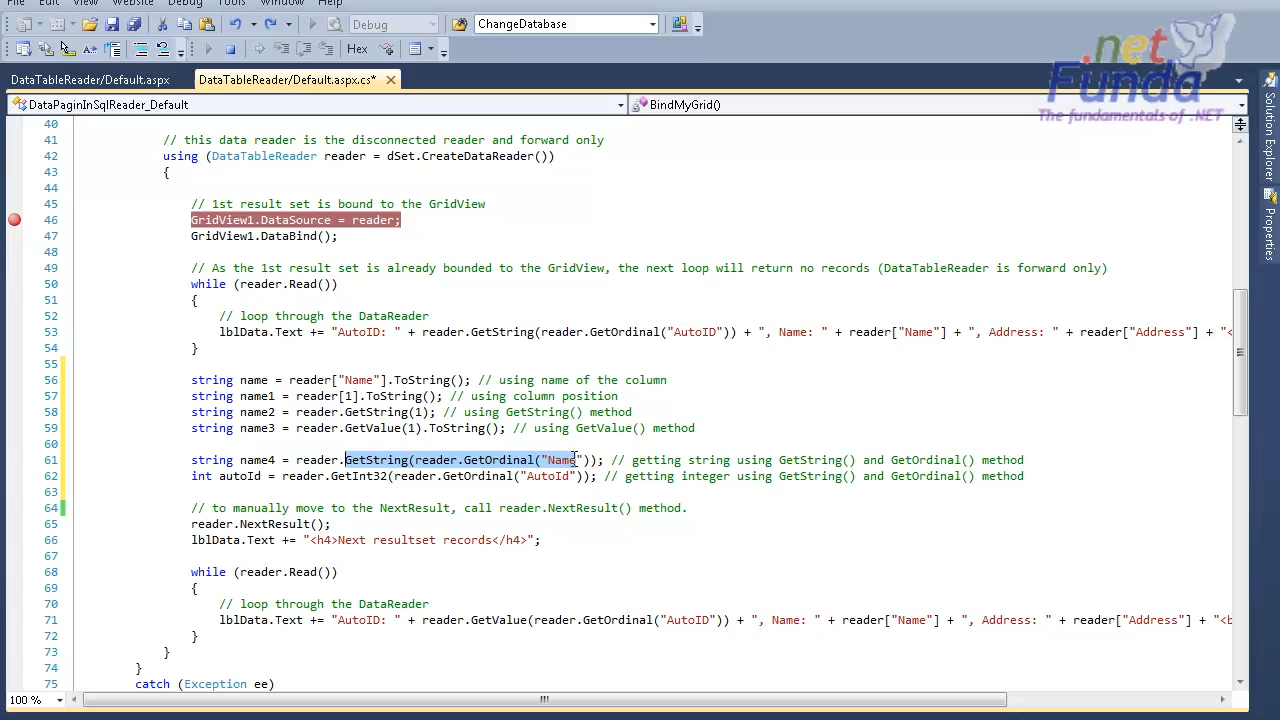 File Edit View Website Build Debug Data Tools Window Help
Debug
ChangeDatabase
Hex
.net
Funda
The fundamentals of .NET
DataTableReader/Default.aspx
DataTableReader/Default.aspx.cs*
DataPaginInSqlReader_Default
BindMyGrid()
Solution Explorer
Properties
40
41 // this data reader is the disconnected reader and forward only
42 using (DataTableReader reader = dSet.CreateDataReader())
43 {
44
45 // 1st result set is bound to the GridView
46 GridView1.DataSource = reader;
47 GridView1.DataBind();
48
49 // As the 1st result set is already bounded to the GridView, the next loop will return no records (DataTableReader is forward only)
50 while (reader.Read())
51 {
52 // loop through the DataReader
53 lblData.Text += "AutoID: " + reader.GetString(reader.GetOrdinal("AutoID")) + ", Name: " + reader["Name"] + ", Address: " + reader["Address"] + "<
54 }
55
56 string name = reader["Name"].ToString(); // using name of the column
57 string name1 = reader[1].ToString(); // using column position
58 string name2 = reader.GetString(1); // using GetString() method
59 string name3 = reader.GetValue(1).ToString(); // using GetValue() method
60
61 string name4 = reader.GetString(reader.GetOrdinal("Name")); // getting string using GetString() and GetOrdinal() method
62 int autoId = reader.GetInt32(reader.GetOrdinal("AutoId")); // getting integer using GetString() and GetOrdinal() method
63
64 // to manually move to the NextResult, call reader.NextResult() method.
65 reader.NextResult();
66 lblData.Text += "<h4>Next resultset records</h4>";
67
68 while (reader.Read())
69 {
70 // loop through the DataReader
71 lblData.Text += "AutoID: " + reader.GetValue(reader.GetOrdinal("AutoID")) + ", Name: " + reader["Name"] + ", Address: " + reader["Address"] + "<b
72 }
73 }
74 }
75 catch (Exception ee)
100 %